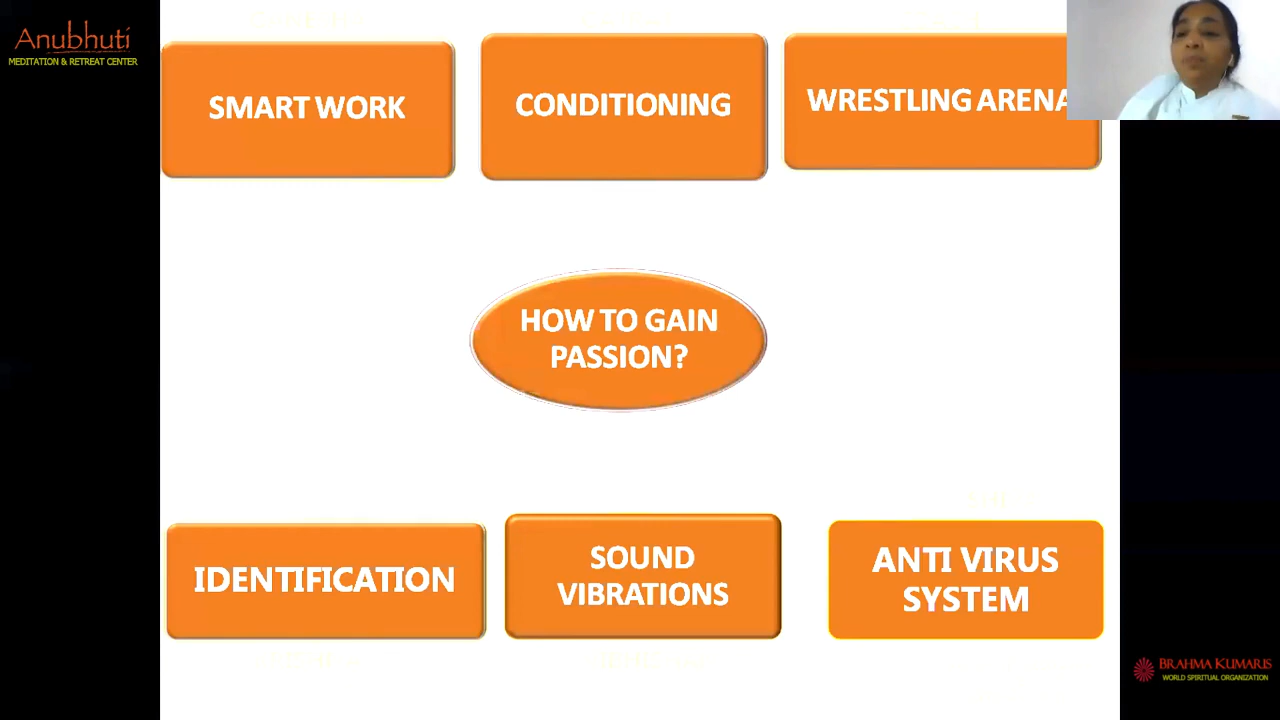 Anubhuti
MEDITATION & RETREAT CENTER
SMART WORK
CONDITIONING
WRESTLING ARENA
HOW TO GAIN
PASSION?
IDENTIFICATION
SOUND
VIBRATIONS
ANTI VIRUS
SYSTEM
BRAHMA KUMARIS
WORLD SPIRITUAL ORGANIZATION